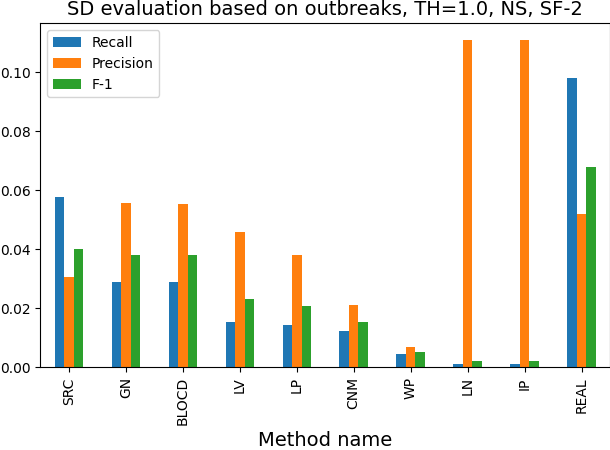 SD evaluation based on outbreaks, TH=1.0, NS, SF-2
Recall
Precision
F-1
0.10
0.08
0.06
0.04
0.02
0.00
SRC
GN
BLOCD
LV
LP
CNM
WP
LN
IP
REAL
Method name